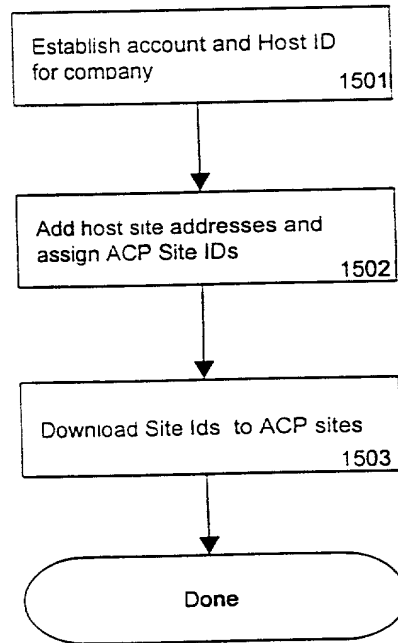 Establish account and Host ID
for company
1501
Add host site addresses and
assign ACP Site IDs
1502
Download Site Ids to ACP sites
1503
Done